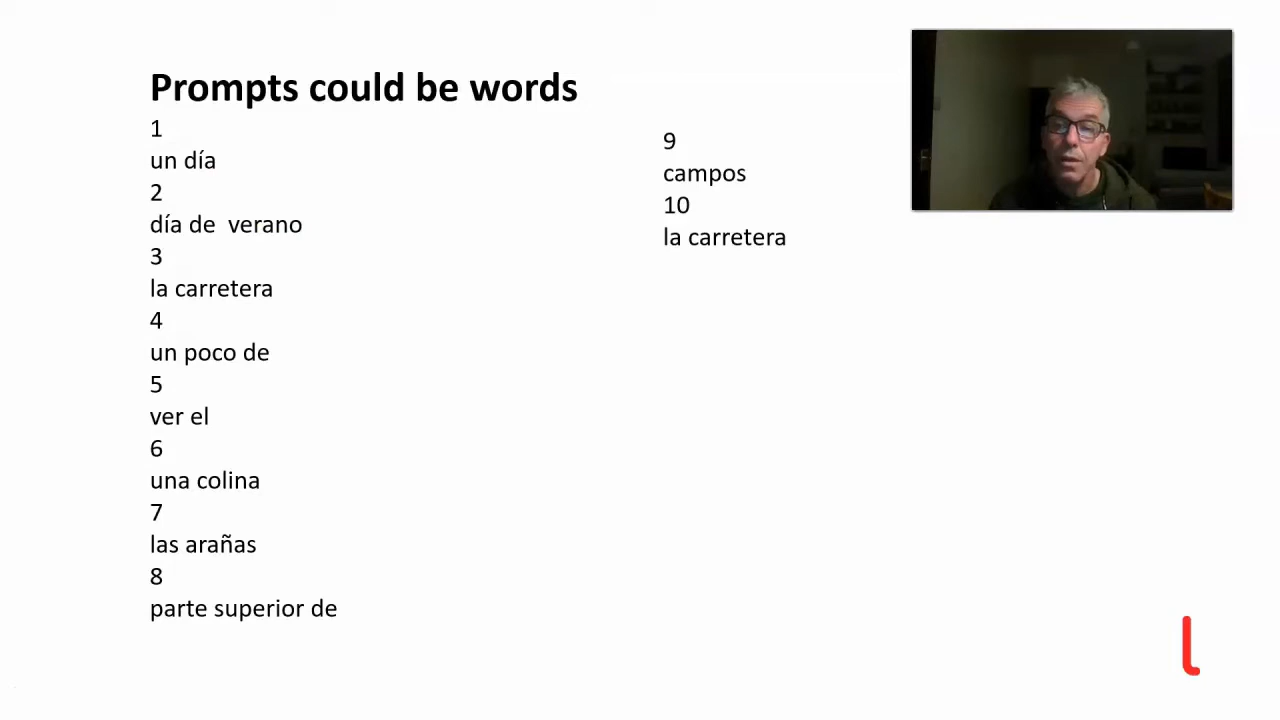 Prompts could be words
1
un día
2
día de  verano
3
la carretera
4
un poco de
5
ver el
6
una colina
7
las arañas
8
parte superior de
9
campos
10
la carretera
l